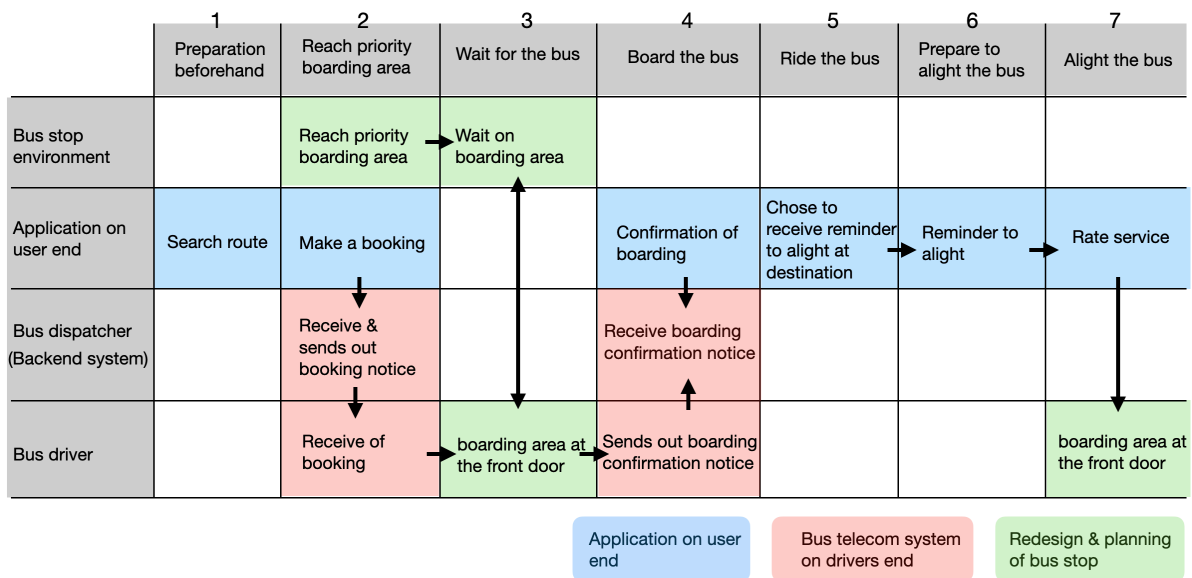 1
2
3
4
5
6
7
Preparation
beforehand
Reach priority
boarding area
Wait for the bus
Board the bus
Ride the bus
Prepare to
alight the bus
Alight the bus
Bus stop
environment
Reach priority
boarding area
Wait on
boarding area
Application on
user end
Search route
Make a booking
Confirmation of
boarding
Chose to
receive reminder
to alight at
destination
Reminder to
alight
Rate service
Bus dispatcher
(Backend system)
Receive &
sends out
booking notice
Receive boarding
confirmation notice
Bus driver
Receive of
booking
boarding area at
the front door
Sends out boarding
confirmation notice
boarding area at
the front door
Application on user
end
Bus telecom system
on drivers end
Redesign & planning
of bus stop